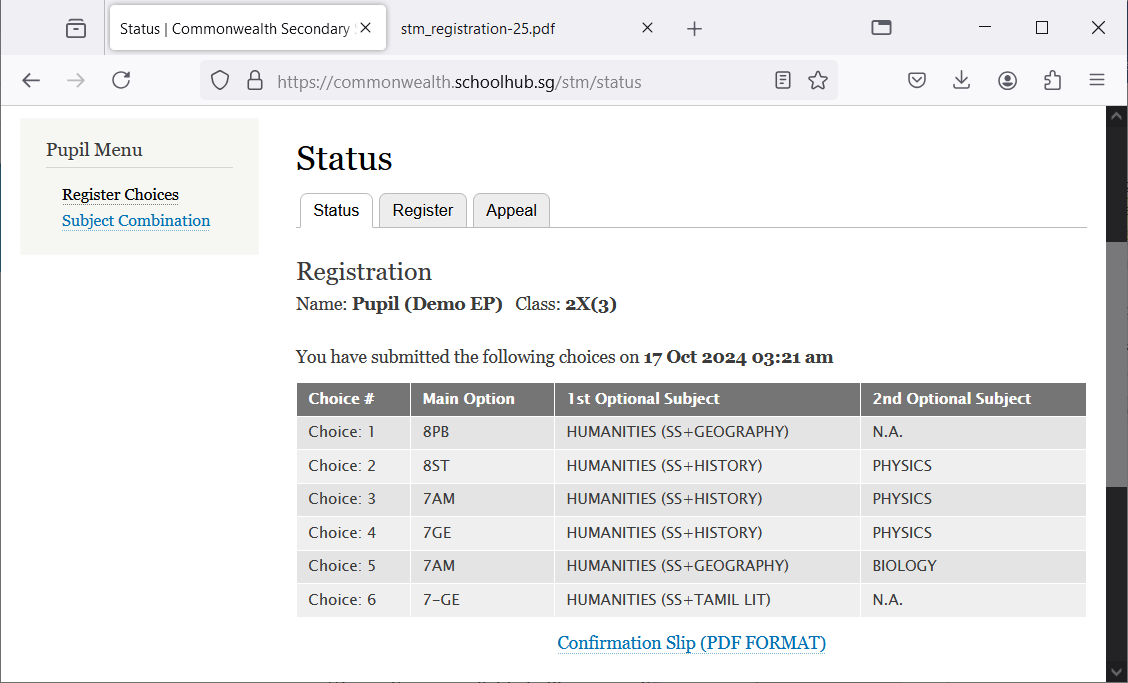 Status | Commonwealth Secondary
stm_registration-25.pdf
https://commonwealth.schoolhub.sg/stm/status
Pupil Menu
Register Choices
Subject Combination
Status
Status Register Appeal
Registration
Name: Pupil (Demo EP) Class: 2X(3)
You have submitted the following choices on 17 Oct 2024 03:21 am
Choice # Main Option 1st Optional Subject 2nd Optional Subject
Choice: 1 8PB HUMANITIES (SS+GEOGRAPHY) N.A.
Choice: 2 8ST HUMANITIES (SS+HISTORY) PHYSICS
Choice: 3 7AM HUMANITIES (SS+HISTORY) PHYSICS
Choice: 4 7GE HUMANITIES (SS+HISTORY) PHYSICS
Choice: 5 7AM HUMANITIES (SS+GEOGRAPHY) BIOLOGY
Choice: 6 7-GE HUMANITIES (SS+TAMIL LIT) N.A.
Confirmation Slip (PDF FORMAT)